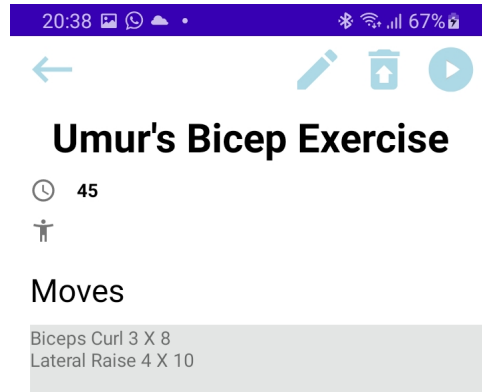 20:38 67%
Umur's Bicep Exercise
45
Moves
Biceps Curl 3 X 8
Lateral Raise 4 X 10